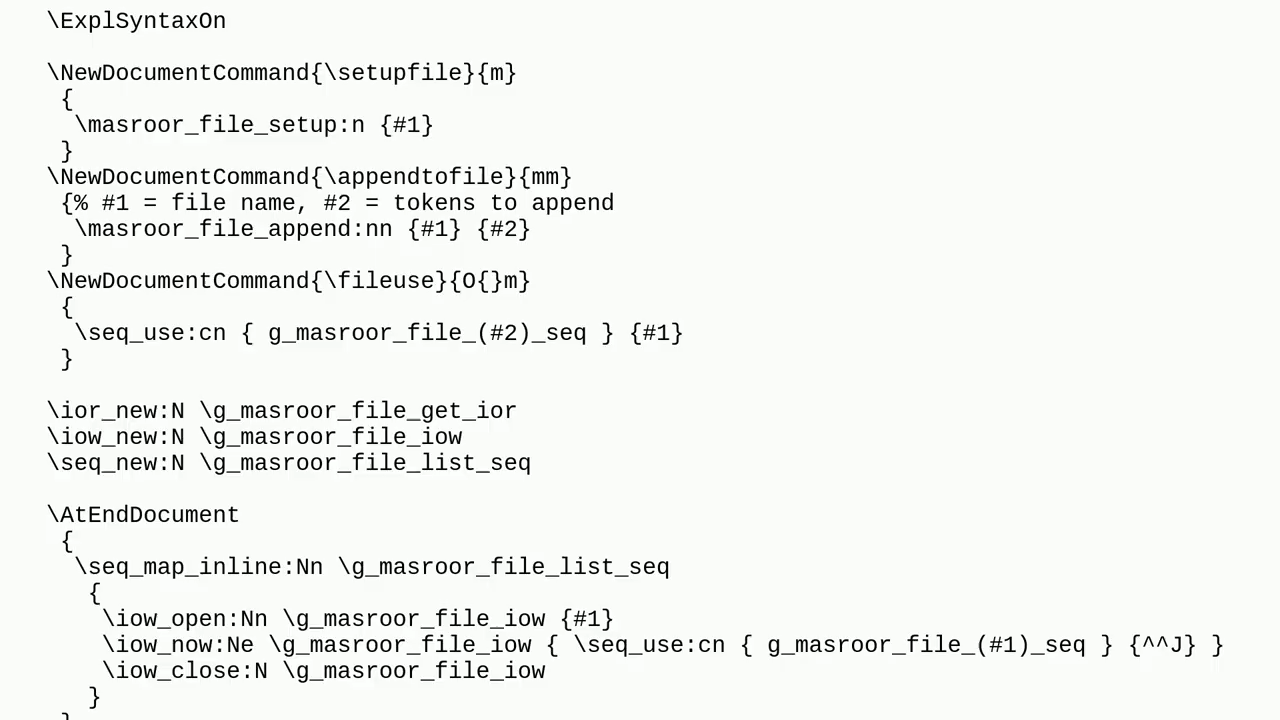 \ExplSyntaxOn

\NewDocumentCommand{\setupfile}{m}
 {
  \masroor_file_setup:n {#1}
 }
\NewDocumentCommand{\appendtofile}{mm}
 {% #1 = file name, #2 = tokens to append
  \masroor_file_append:nn {#1} {#2}
 }
\NewDocumentCommand{\fileuse}{O{}m}
 {
  \seq_use:cn { g_masroor_file_(#2)_seq } {#1}
 }

\ior_new:N \g_masroor_file_get_ior
\iow_new:N \g_masroor_file_iow
\seq_new:N \g_masroor_file_list_seq

\AtEndDocument
 {
  \seq_map_inline:Nn \g_masroor_file_list_seq
   {
    \iow_open:Nn \g_masroor_file_iow {#1}
    \iow_now:Ne \g_masroor_file_iow { \seq_use:cn { g_masroor_file_(#1)_seq } {^^J} }
    \iow_close:N \g_masroor_file_iow
   }
 }